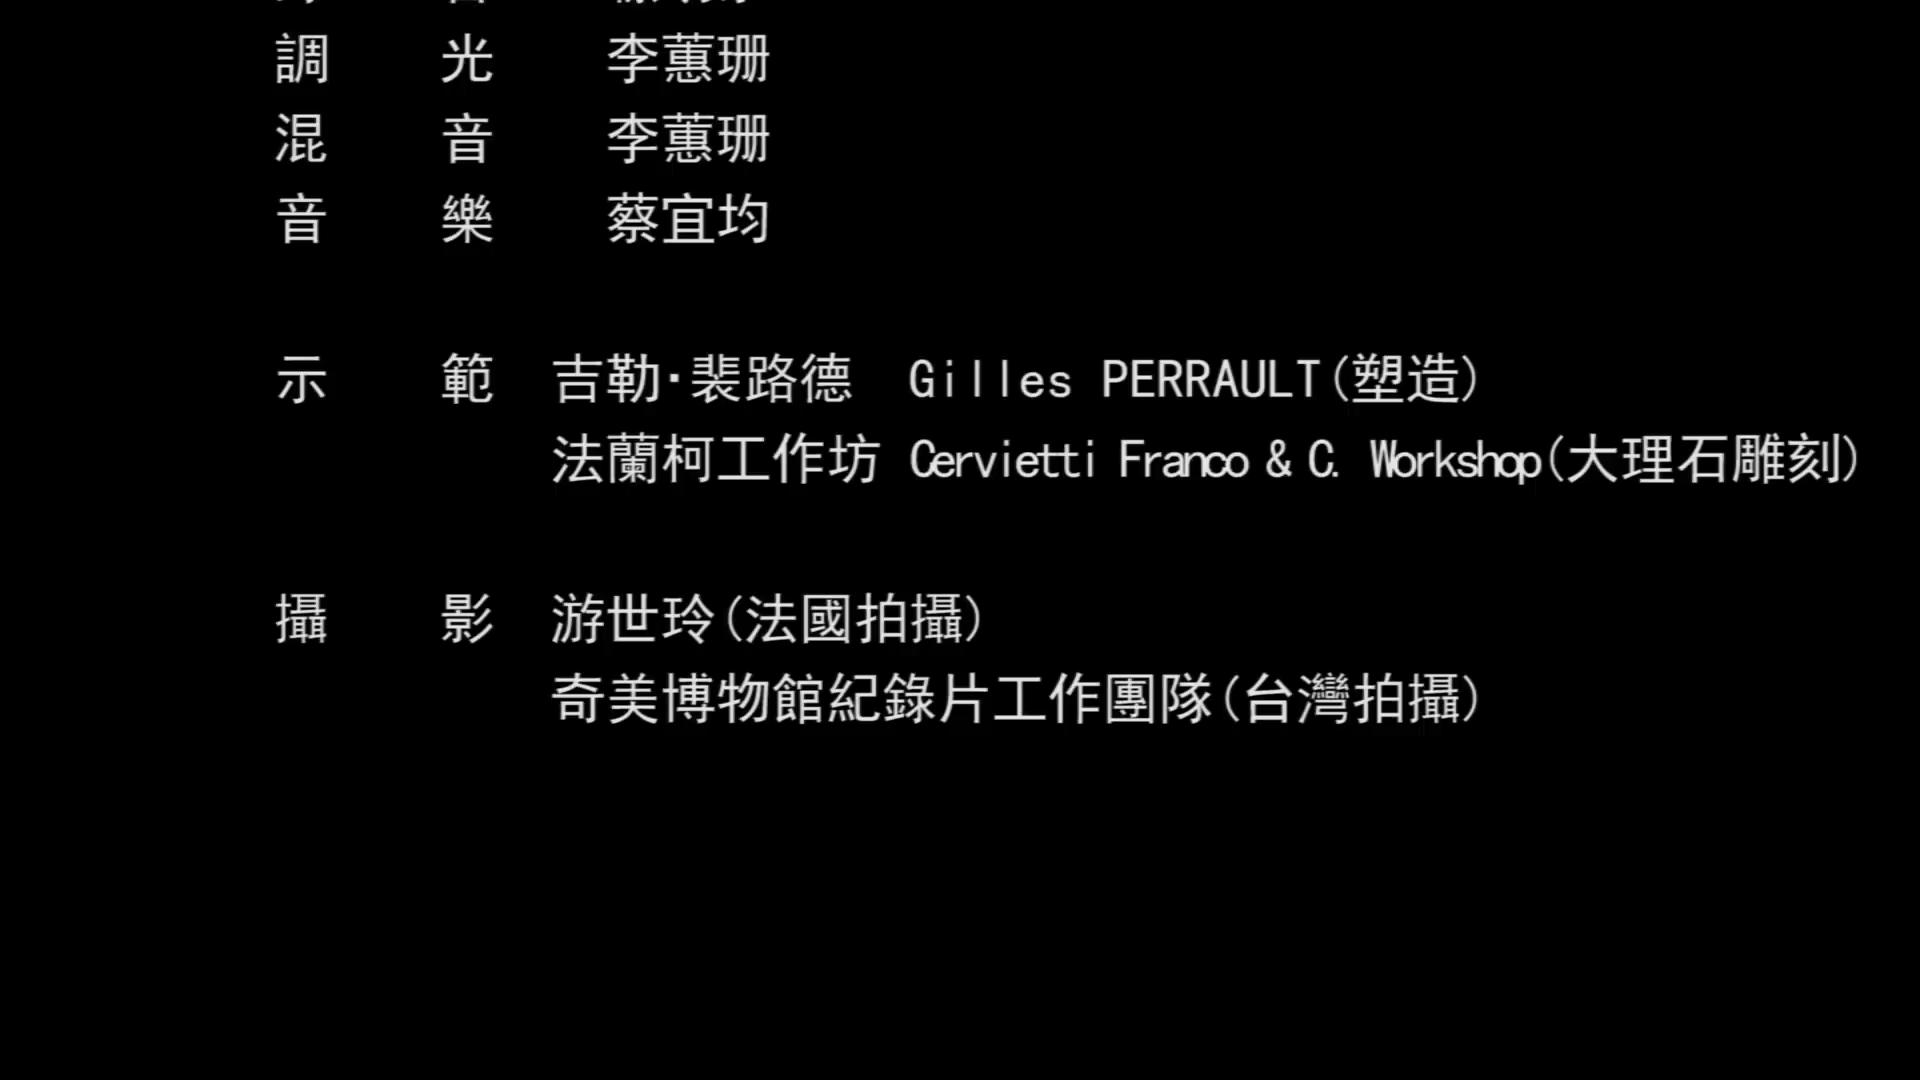 調光 李蕙珊
混音 李蕙珊
音樂 蔡宜均
示範 吉勒·裴路德 Gilles PERRAULT(塑造)
法蘭柯工作坊 Cervietti Franco & C. Workshop(大理石雕刻)
攝影 游世玲(法國拍攝)
奇美博物館紀錄片工作團隊(台灣拍攝)